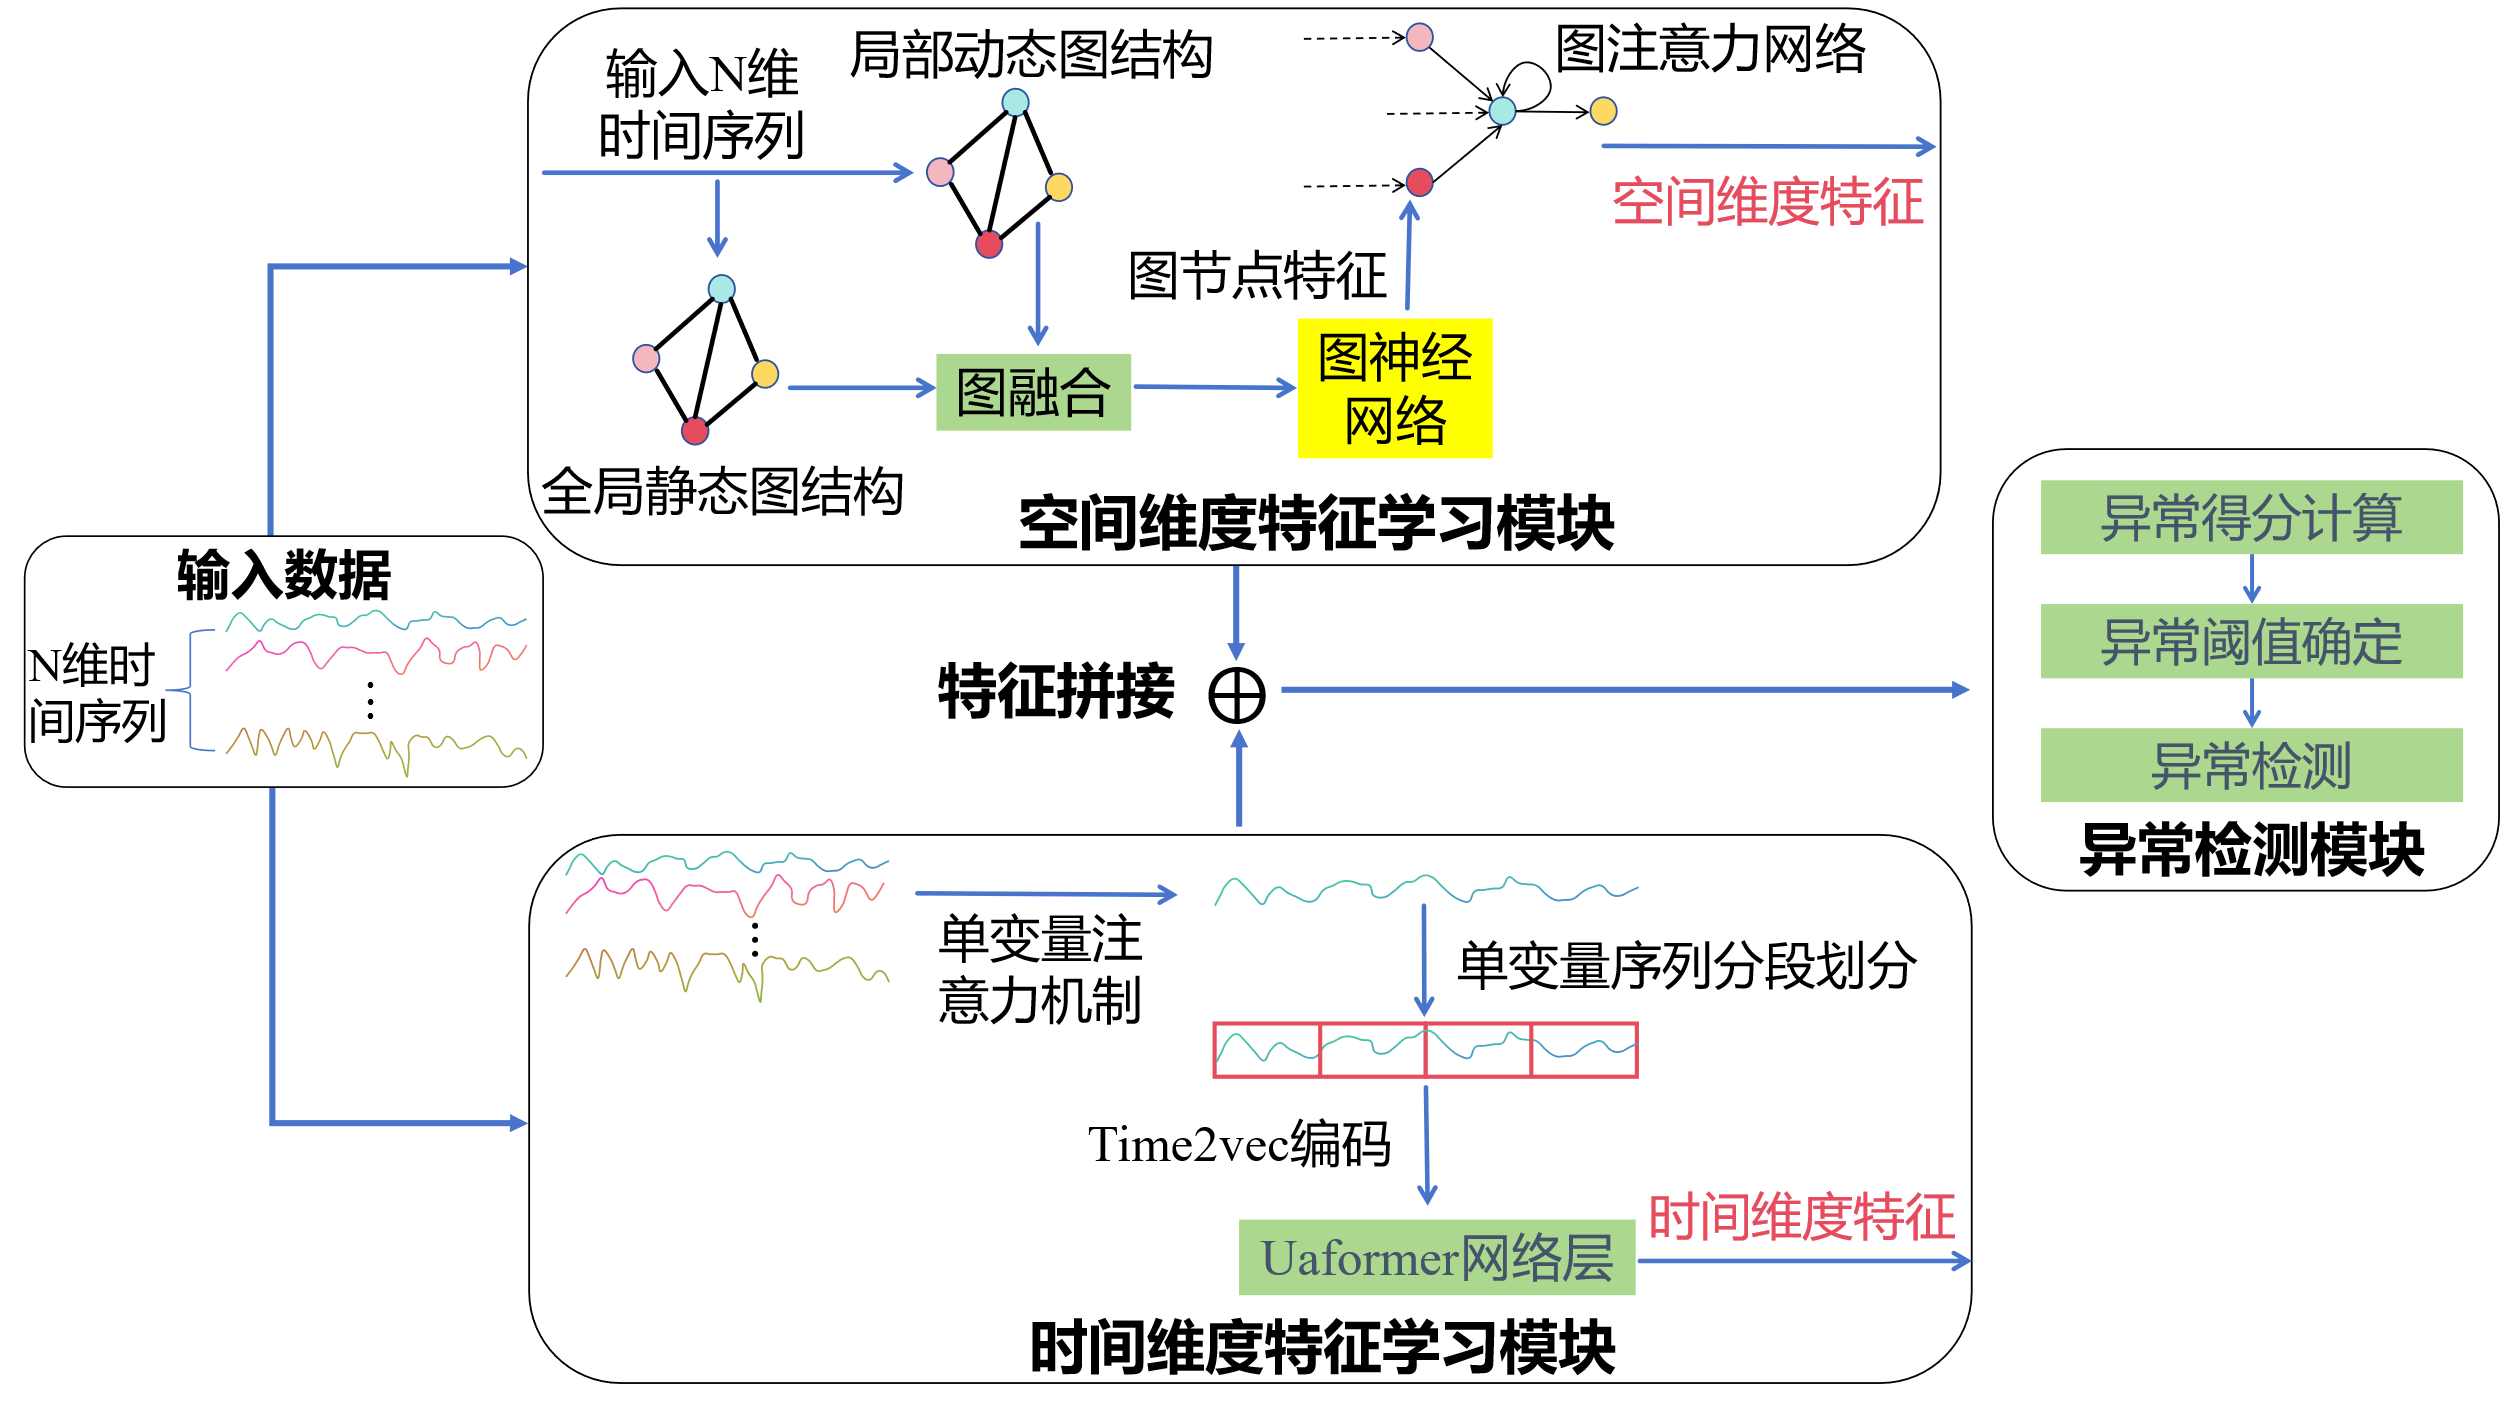 输入N维
时间序列
局部动态图结构
图注意力网络
空间维度特征
图节点特征
图融合
图神经
网络
全局静态图结构
空间维度特征学习模块
输入数据
N维时
间序列
特征拼接
异常得分计算
异常阈值确定
异常检测
异常检测模块
单变量注
意力机制
单变量序列分段划分
Time2vec编码
Uaformer网络层
时间维度特征
时间维度特征学习模块